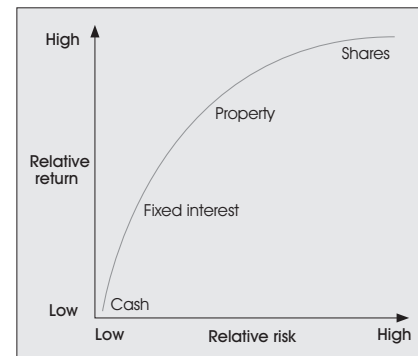 High
Shares
Property
Relative
return
Fixed interest
Low
Cash
Low
Relative risk
High